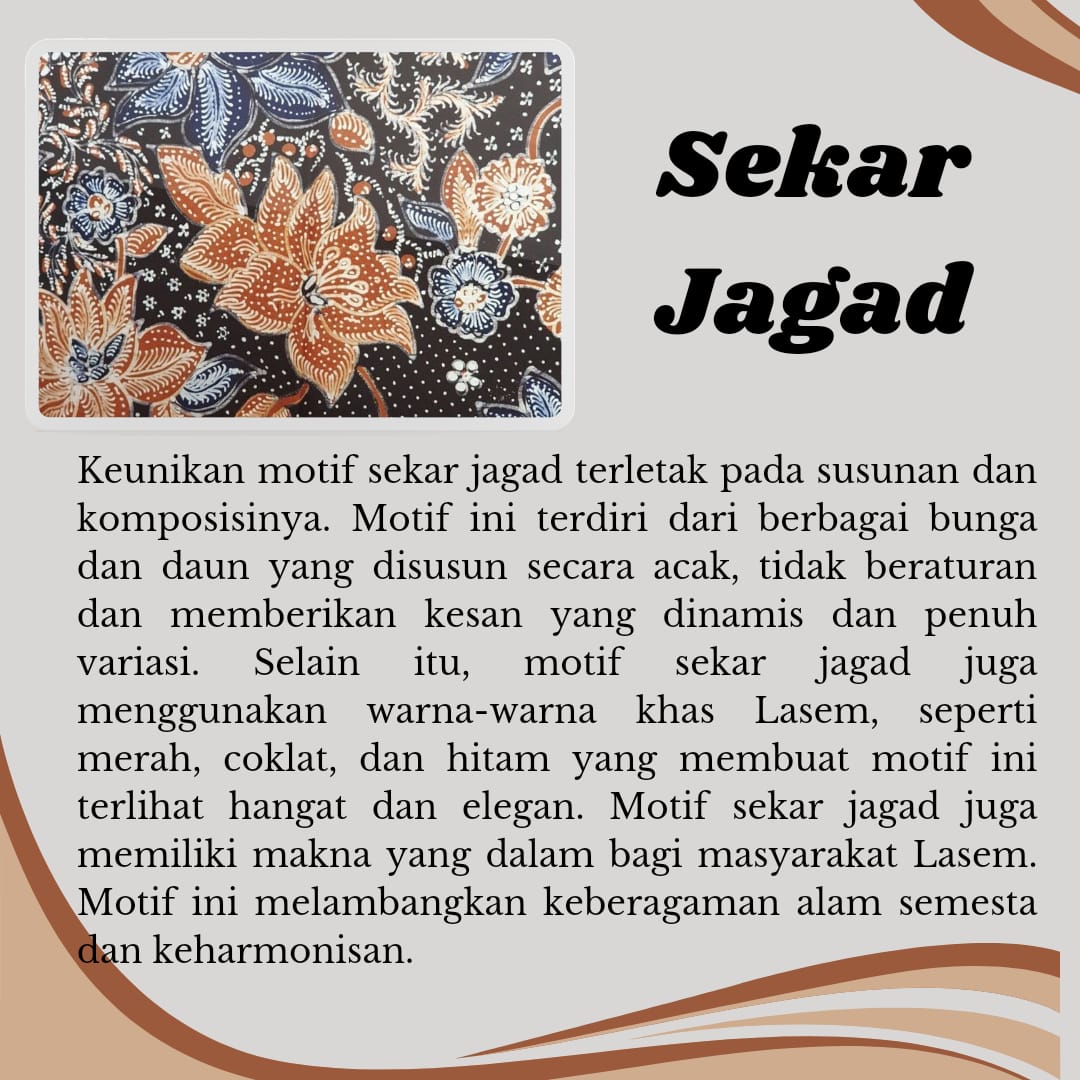 Sekar
Jagad
Keunikan motif sekar jagad terletak pada susunan dan
komposisinya. Motif ini terdiri dari berbagai bunga
dan daun yang disusun secara acak, tidak beraturan
dan memberikan kesan yang dinamis dan penuh
variasi. Selain itu, motif sekar jagad juga
menggunakan warna-warna khas Lasem, seperti
merah, coklat, dan hitam yang membuat motif ini
terlihat hangat dan elegan. Motif sekar jagad juga
memiliki makna yang dalam bagi masyarakat Lasem.
Motif ini melambangkan keberagaman alam semesta
dan keharmonisan.